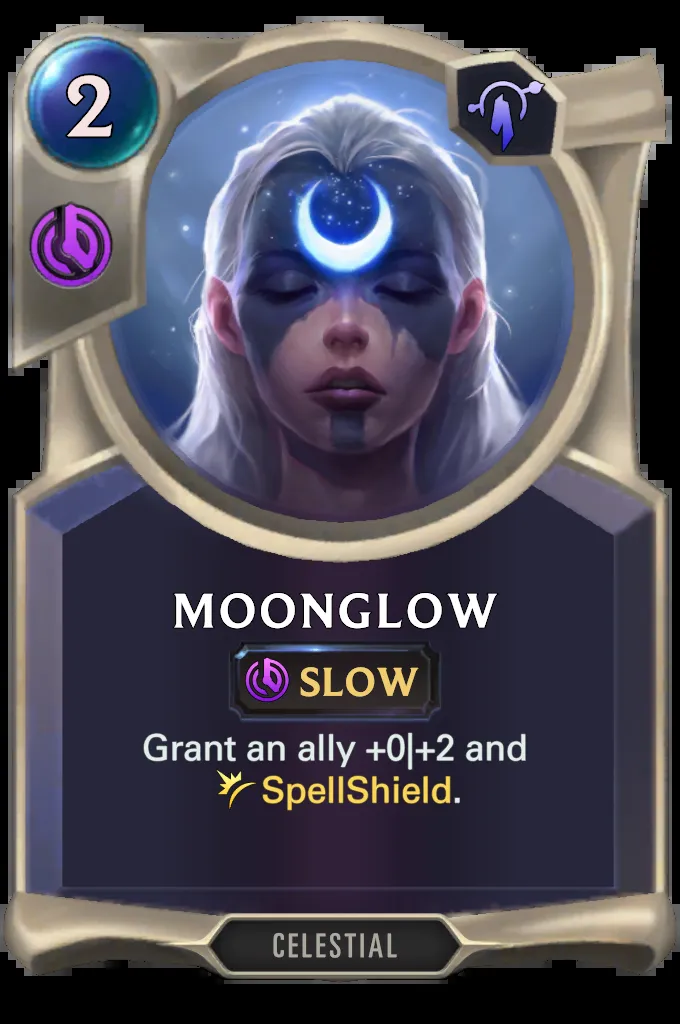 2
MOONGLOW
SLOW
Grant an ally +0|+2 and
SpellShield.
CELESTIAL